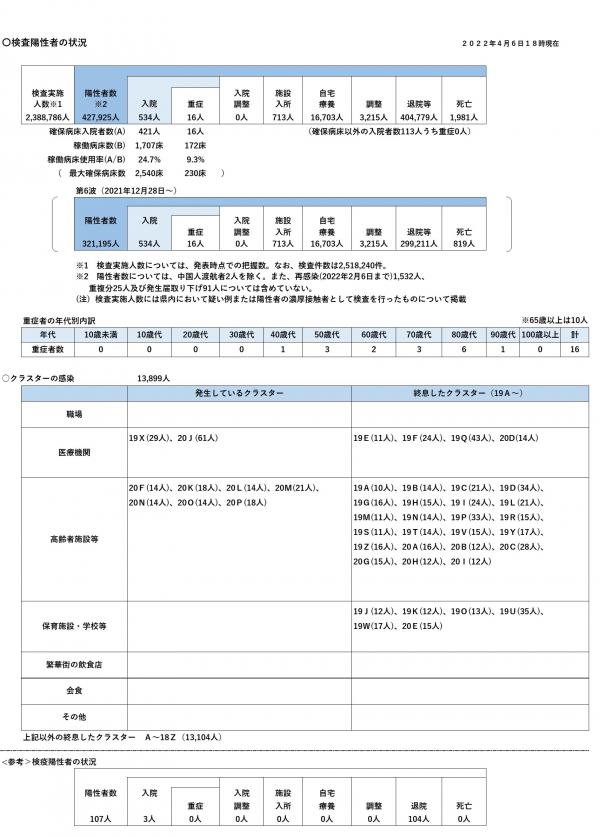 〇検査陽性者の状況
２０２２年４月６日１８時現在
検査実施 陽性者数 入院 施設 自宅
人数※1 ※2 入院 重症 調整 入所 療養 調整 退院等 死亡
2,388,786人 427,925人 534人 16人 0人 713人 16,703人 3,215人 404,779人 1,981人
確保病床入院者数(A) 421人 16人 （確保病床以外の入院者数113人うち重症0人）
稼働病床数(B) 1,707床 172床
稼働病床使用率(A/B) 24.7% 9.3%
（ 最大確保病床数 2,540床 230床 ）
第6波（2021年12月28日～）
陽性者数 入院 重症 入院調整 施設入所 自宅療養 調整 退院等 死亡
321,195人 534人 16人 0人 713人 16,703人 3,215人 299,211人 819人
※1 検査実施人数については、発表時点での把握数。なお、検査件数は2,518,240件。
※2 陽性者数については、中国人渡航者2人を除く。また、再感染(2022年2月6日まで)1,532人、
重複分25人及び発生届取り下げ91人については含めていない。
(注) 検査実施人数には県内において疑い例または陽性者の濃厚接触者として検査を行ったものについて掲載
重症者の年代別内訳 ※65歳以上は10人
年代 10歳未満 10歳代 20歳代 30歳代 40歳代 50歳代 60歳代 70歳代 80歳代 90歳代 100歳以上 計
重症者数 0 0 0 0 1 3 2 3 6 1 0 16
○クラスターの感染 13,899人
発生しているクラスター 終息したクラスター（19Ａ～）
職場
医療機関 19Ｘ(29人)、20Ｊ(61人) 19Ｅ(11人)、19Ｆ(24人)、19Ｑ(43人)、20Ｄ(14人)
高齢者施設等
20Ｆ(14人)、20Ｋ(18人)、20Ｌ(14人)、20Ｍ(21人)、
20Ｎ(14人)、20Ｏ(14人)、20Ｐ(18人)
19Ａ(10人)、19Ｂ(14人)、19Ｃ(21人)、19Ｄ(34人)、
19Ｇ(16人)、19Ｈ(15人)、19Ｉ(24人)、19Ｌ(21人)、
19Ｍ(11人)、19Ｎ(14人)、19Ｐ(33人)、19Ｒ(15人)、
19Ｓ(11人)、19Ｔ(14人)、19Ｖ(15人)、19Ｙ(17人)、
19Ｚ(16人)、20Ａ(16人)、20Ｂ(12人)、20Ｃ(28人)、
20Ｇ(15人)、20Ｈ(12人)、20Ｉ(12人)
保育施設・学校等
19Ｊ(12人)、19Ｋ(12人)、19Ｏ(13人)、19Ｕ(35人)、
19Ｗ(17人)、20Ｅ(15人)
繁華街の飲食店
会食
その他
上記以外の終息したクラスター Ａ～18Ｚ（13,104人）
<参考＞検疫陽性者の状況
陽性者数 入院 重症 入院調整 施設入所 自宅療養 調整 退院 死亡
107人 3人 0人 0人 0人 0人 0人 104人 0人